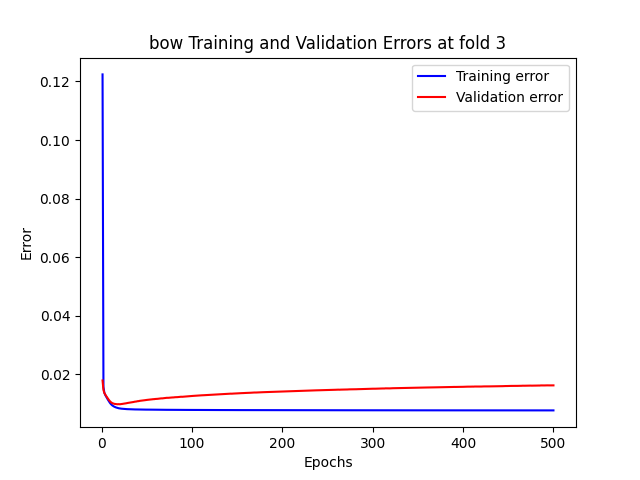 bow Training and Validation Errors at fold 3
Training error
Validation error
0.12
0.10
0.08
0.06
0.04
0.02
Error
0 100 200 300 400 500
Epochs